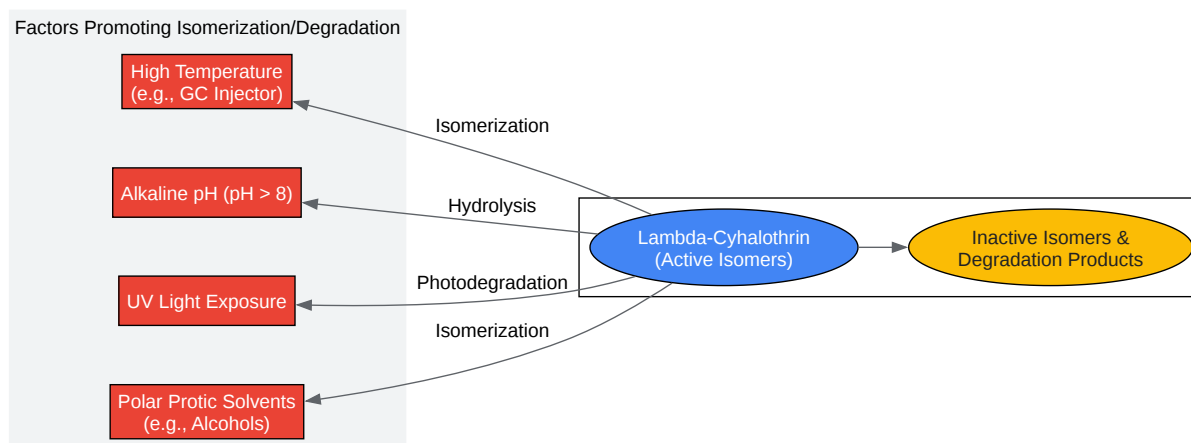 Factors Promoting Isomerization/Degradation
High Temperature
(e.g., GC Injector)
Isomerization
Alkaline pH (pH > 8)
Hydrolysis
Lambda-Cyhalothrin
(Active Isomers)
Inactive Isomers &
Degradation Products
UV Light Exposure
Photodegradation
Isomerization
Polar Protic Solvents
(e.g., Alcohols)